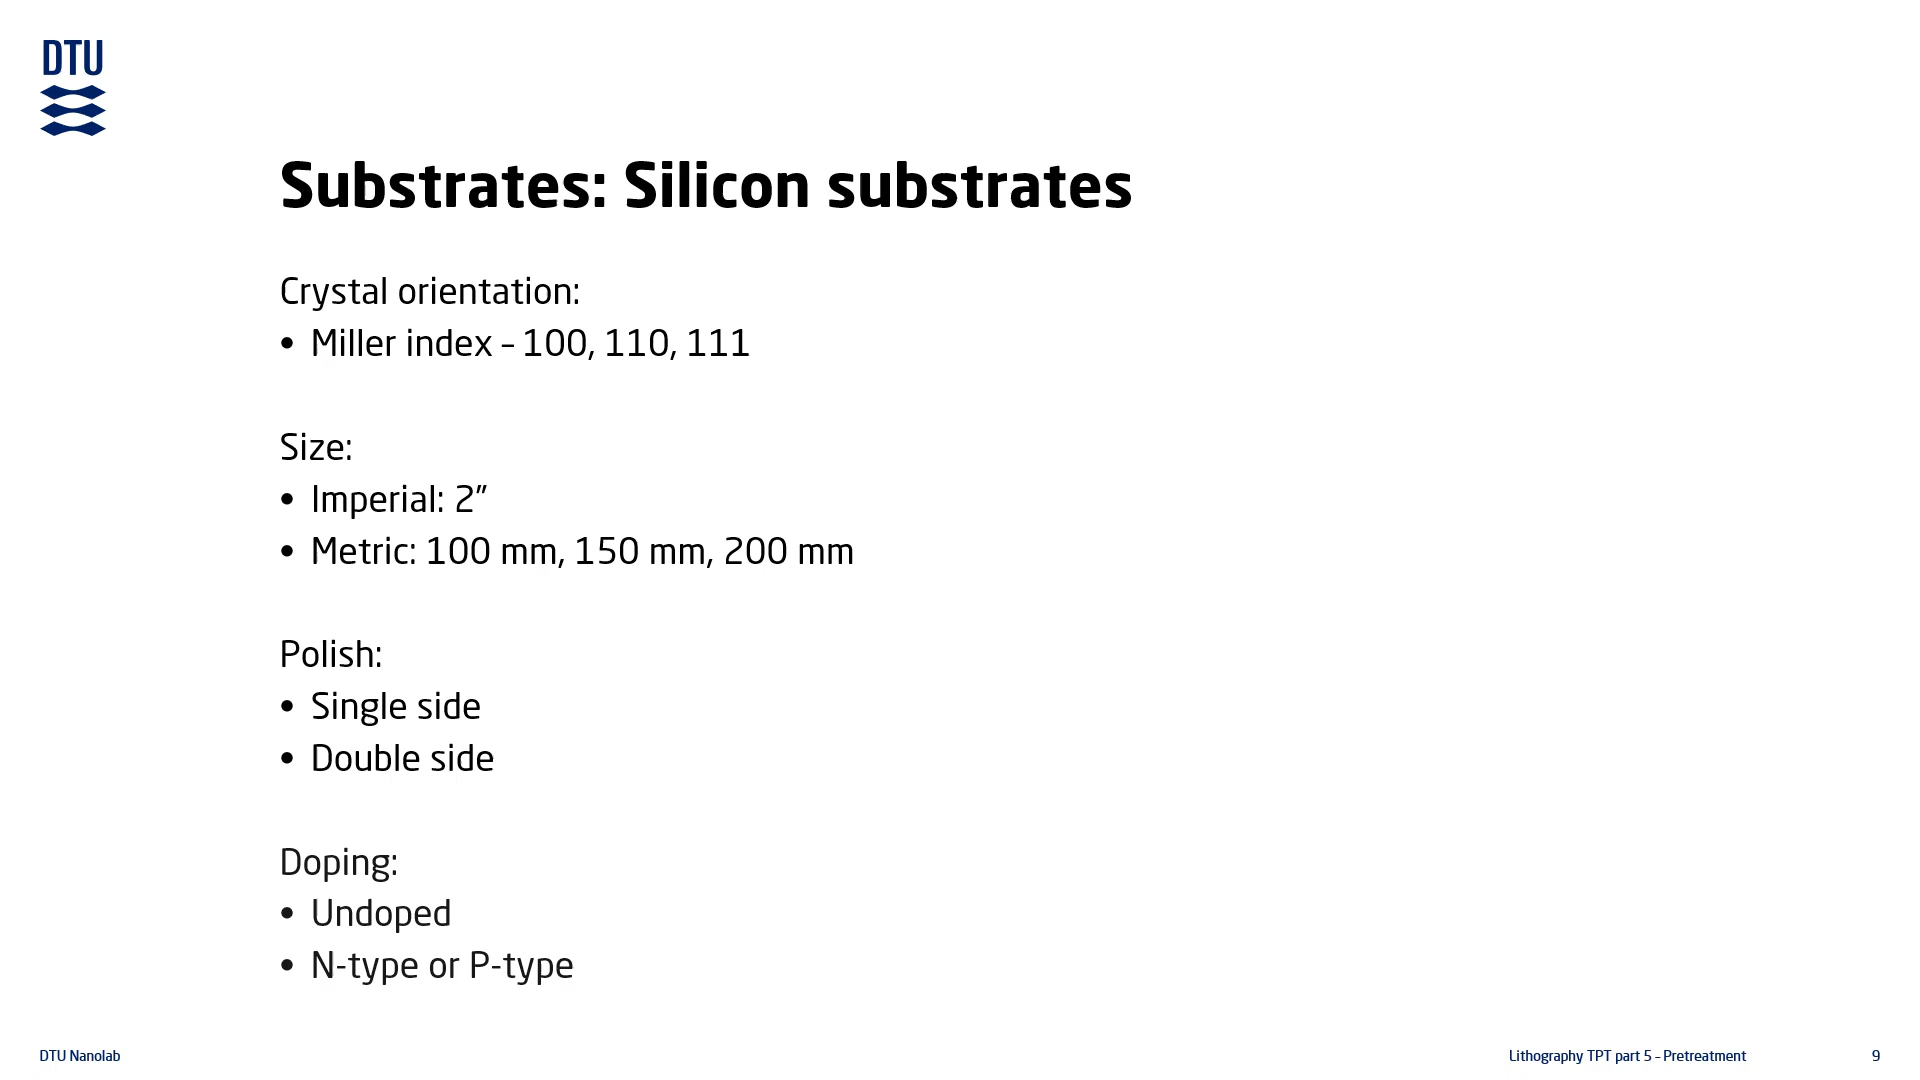 DTU
Substrates: Silicon substrates
Crystal orientation:
• Miller index – 100, 110, 111
Size:
• Imperial: 2”
• Metric: 100 mm, 150 mm, 200 mm
Polish:
• Single side
• Double side
Doping:
• Undoped
• N-type or P-type
DTU Nanolab
Lithography TPT part 5 – Pretreatment
9